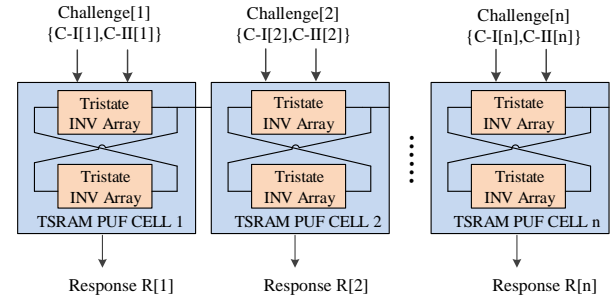 Challenge[1]
{C-I[1],C-II[1]}
Challenge[2]
{C-I[2],C-II[2]}
Challenge[n]
{C-I[n],C-II[n]}
Tristate
INV Array
Tristate
INV Array
TSRAM PUF CELL 1
Tristate
INV Array
Tristate
INV Array
TSRAM PUF CELL 2
Tristate
INV Array
Tristate
INV Array
TSRAM PUF CELL n
Response R[1]
Response R[2]
Response R[n]